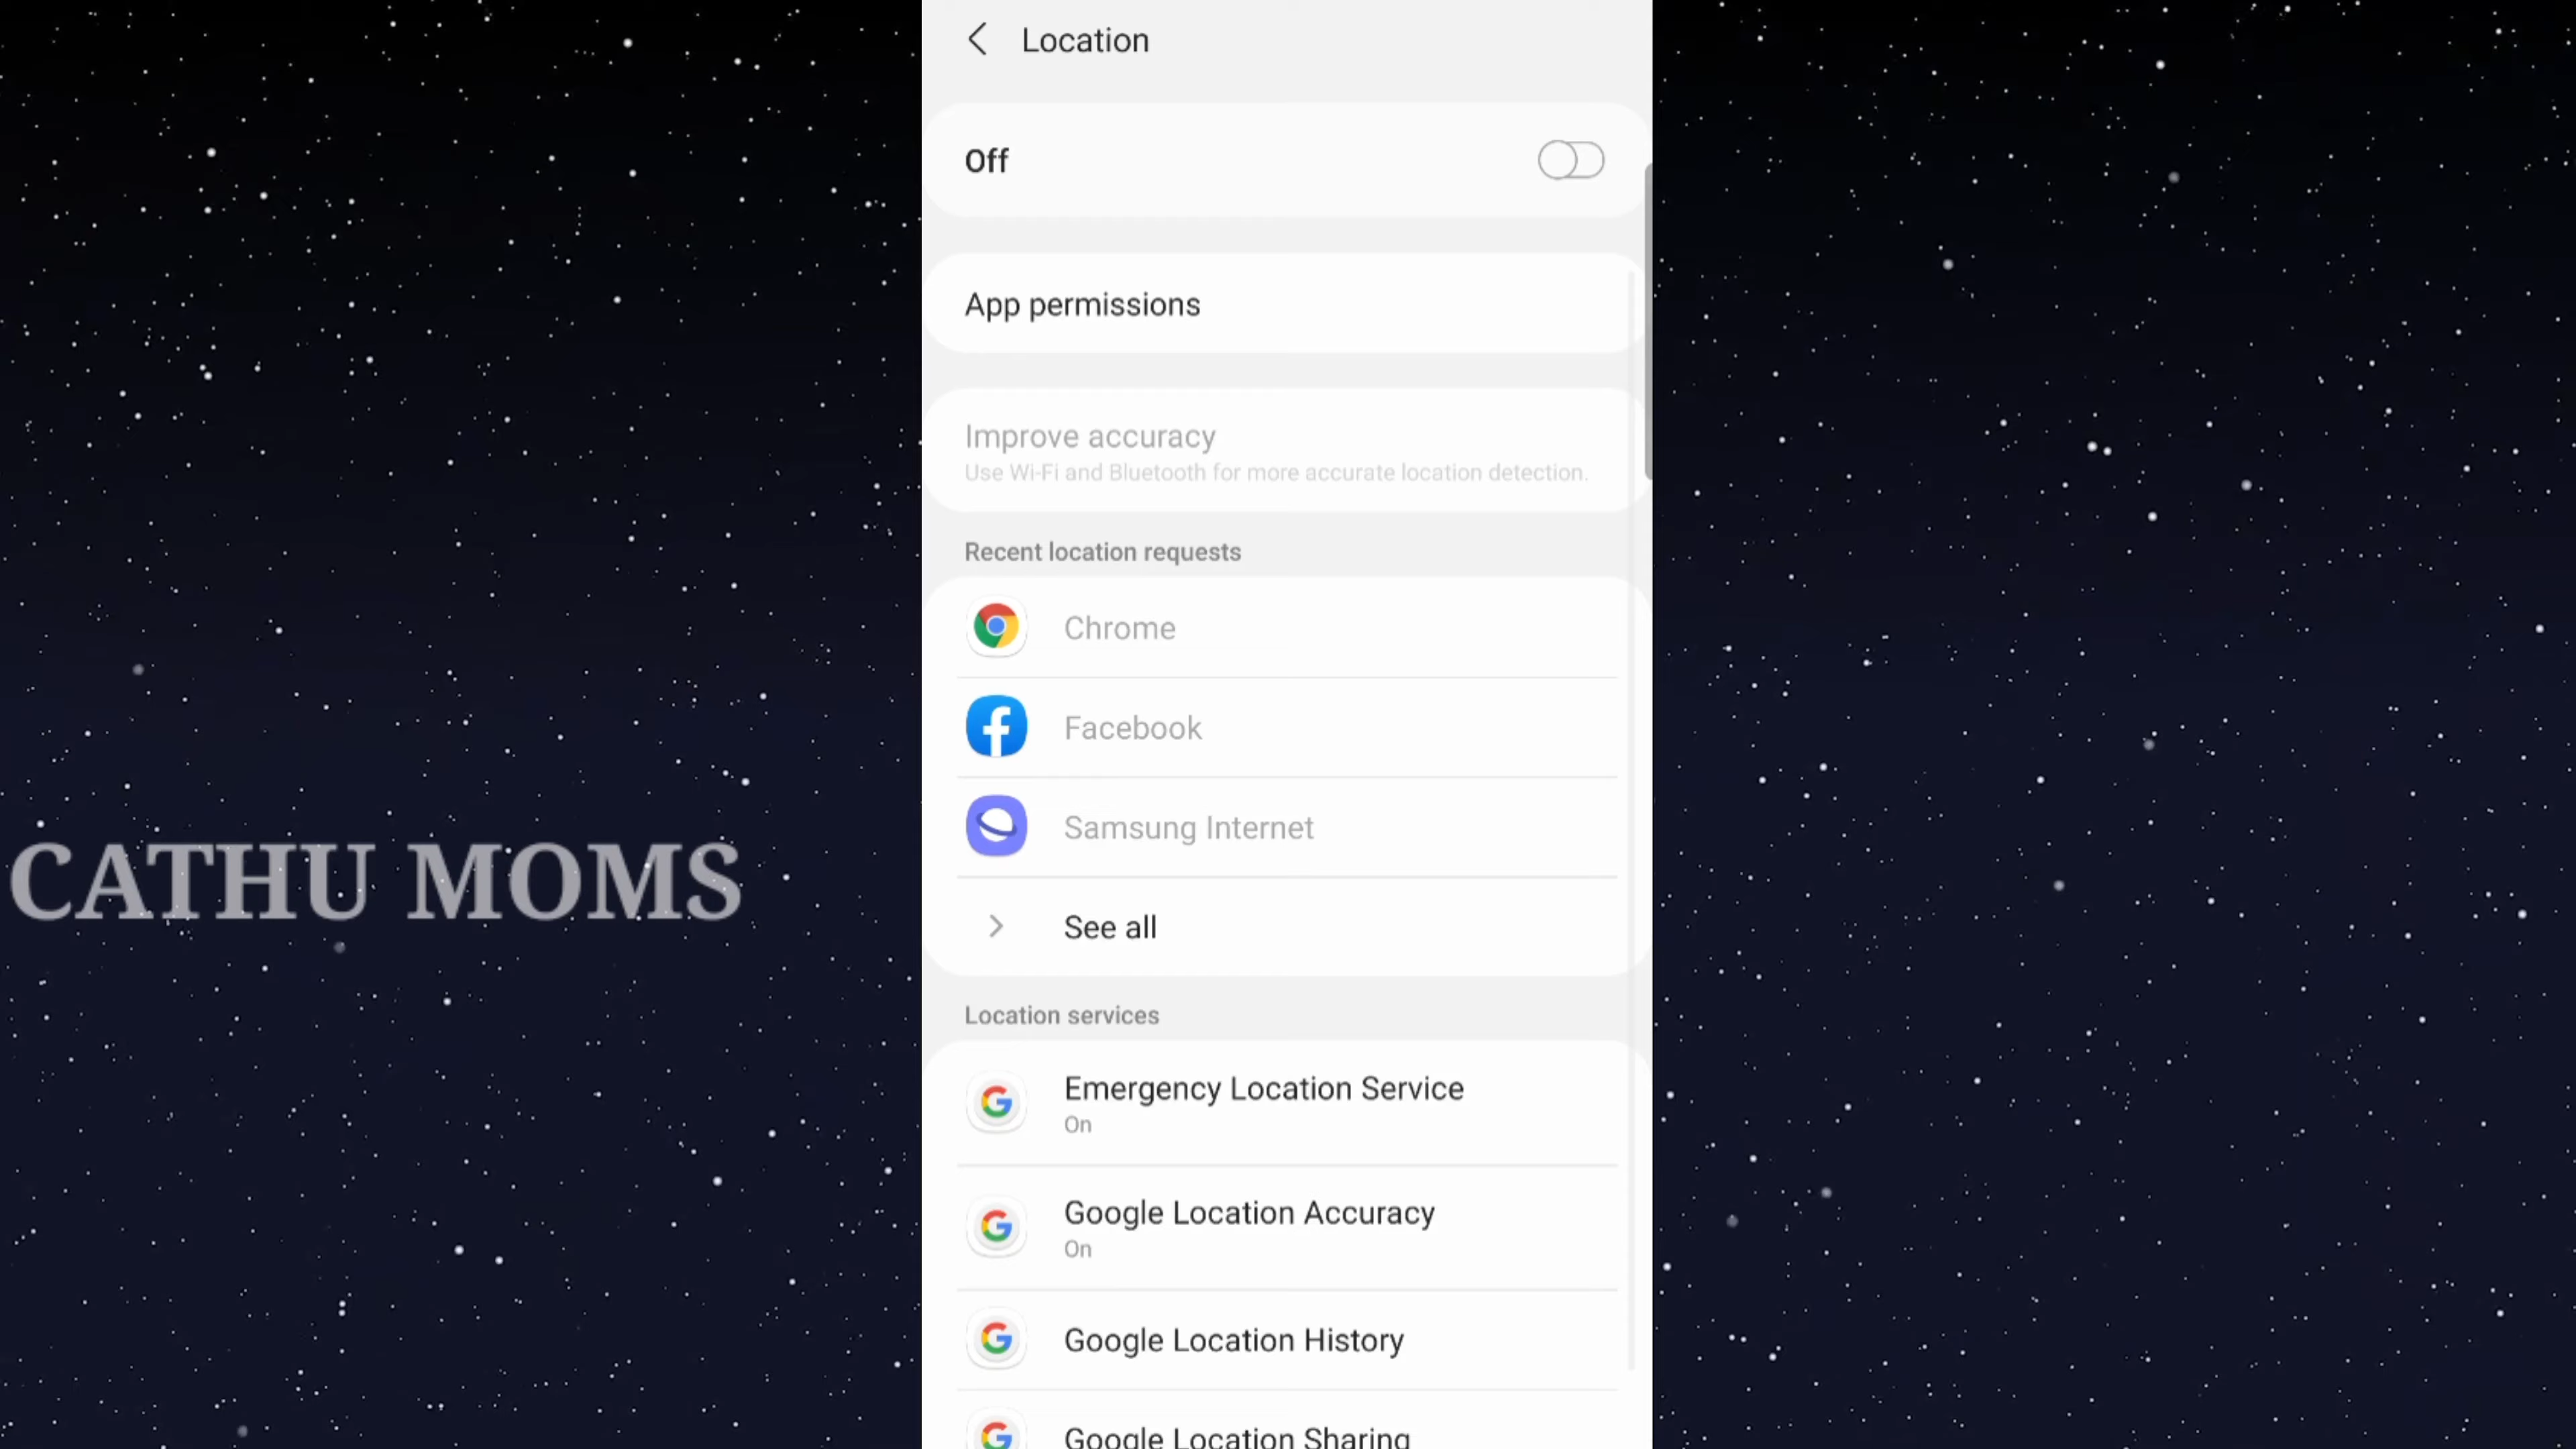 Location
Off
App permissions
Improve accuracy
Use Wi-Fi and Bluetooth for more accurate location detection.
Recent location requests
Chrome
Facebook
Samsung Internet
See all
CATHU MOMS
Location services
Emergency Location Service
On
Google Location Accuracy
On
Google Location History
Google Location Sharing